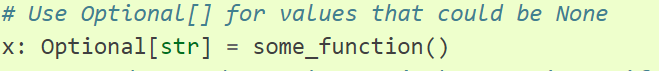 # Use Optional[] for values that could be None
x: Optional[str] = some_function()